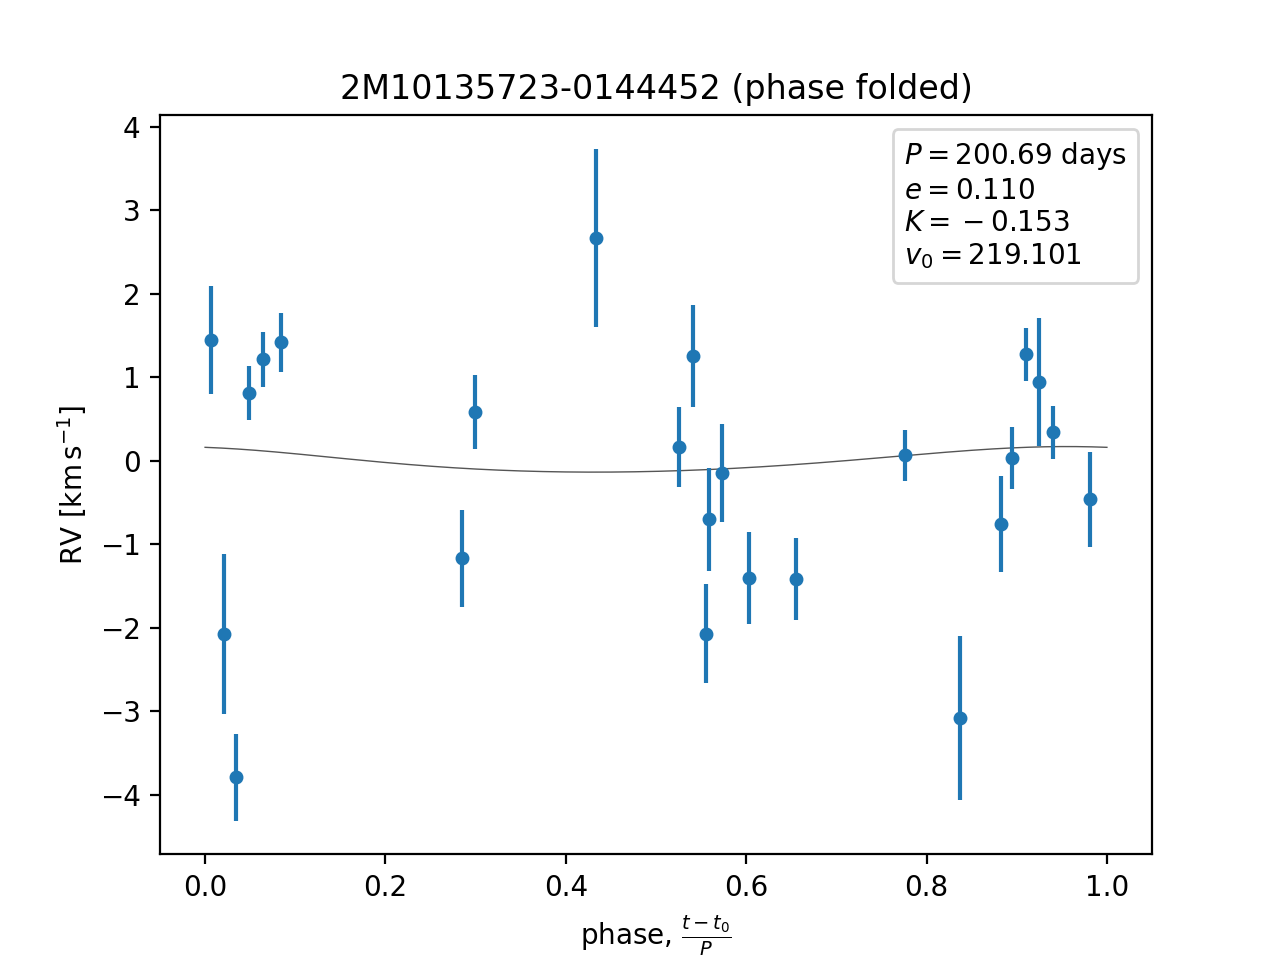 2M10135723-0144452 (phase folded)
P = 200.69 days
e = 0.110
K = −0.153
v₀ = 219.101
4
3
2
1
0
−1
−2
−3
−4
RV [km s⁻¹]
0.0 0.2 0.4 0.6 0.8 1.0
phase, (t − t₀)/P